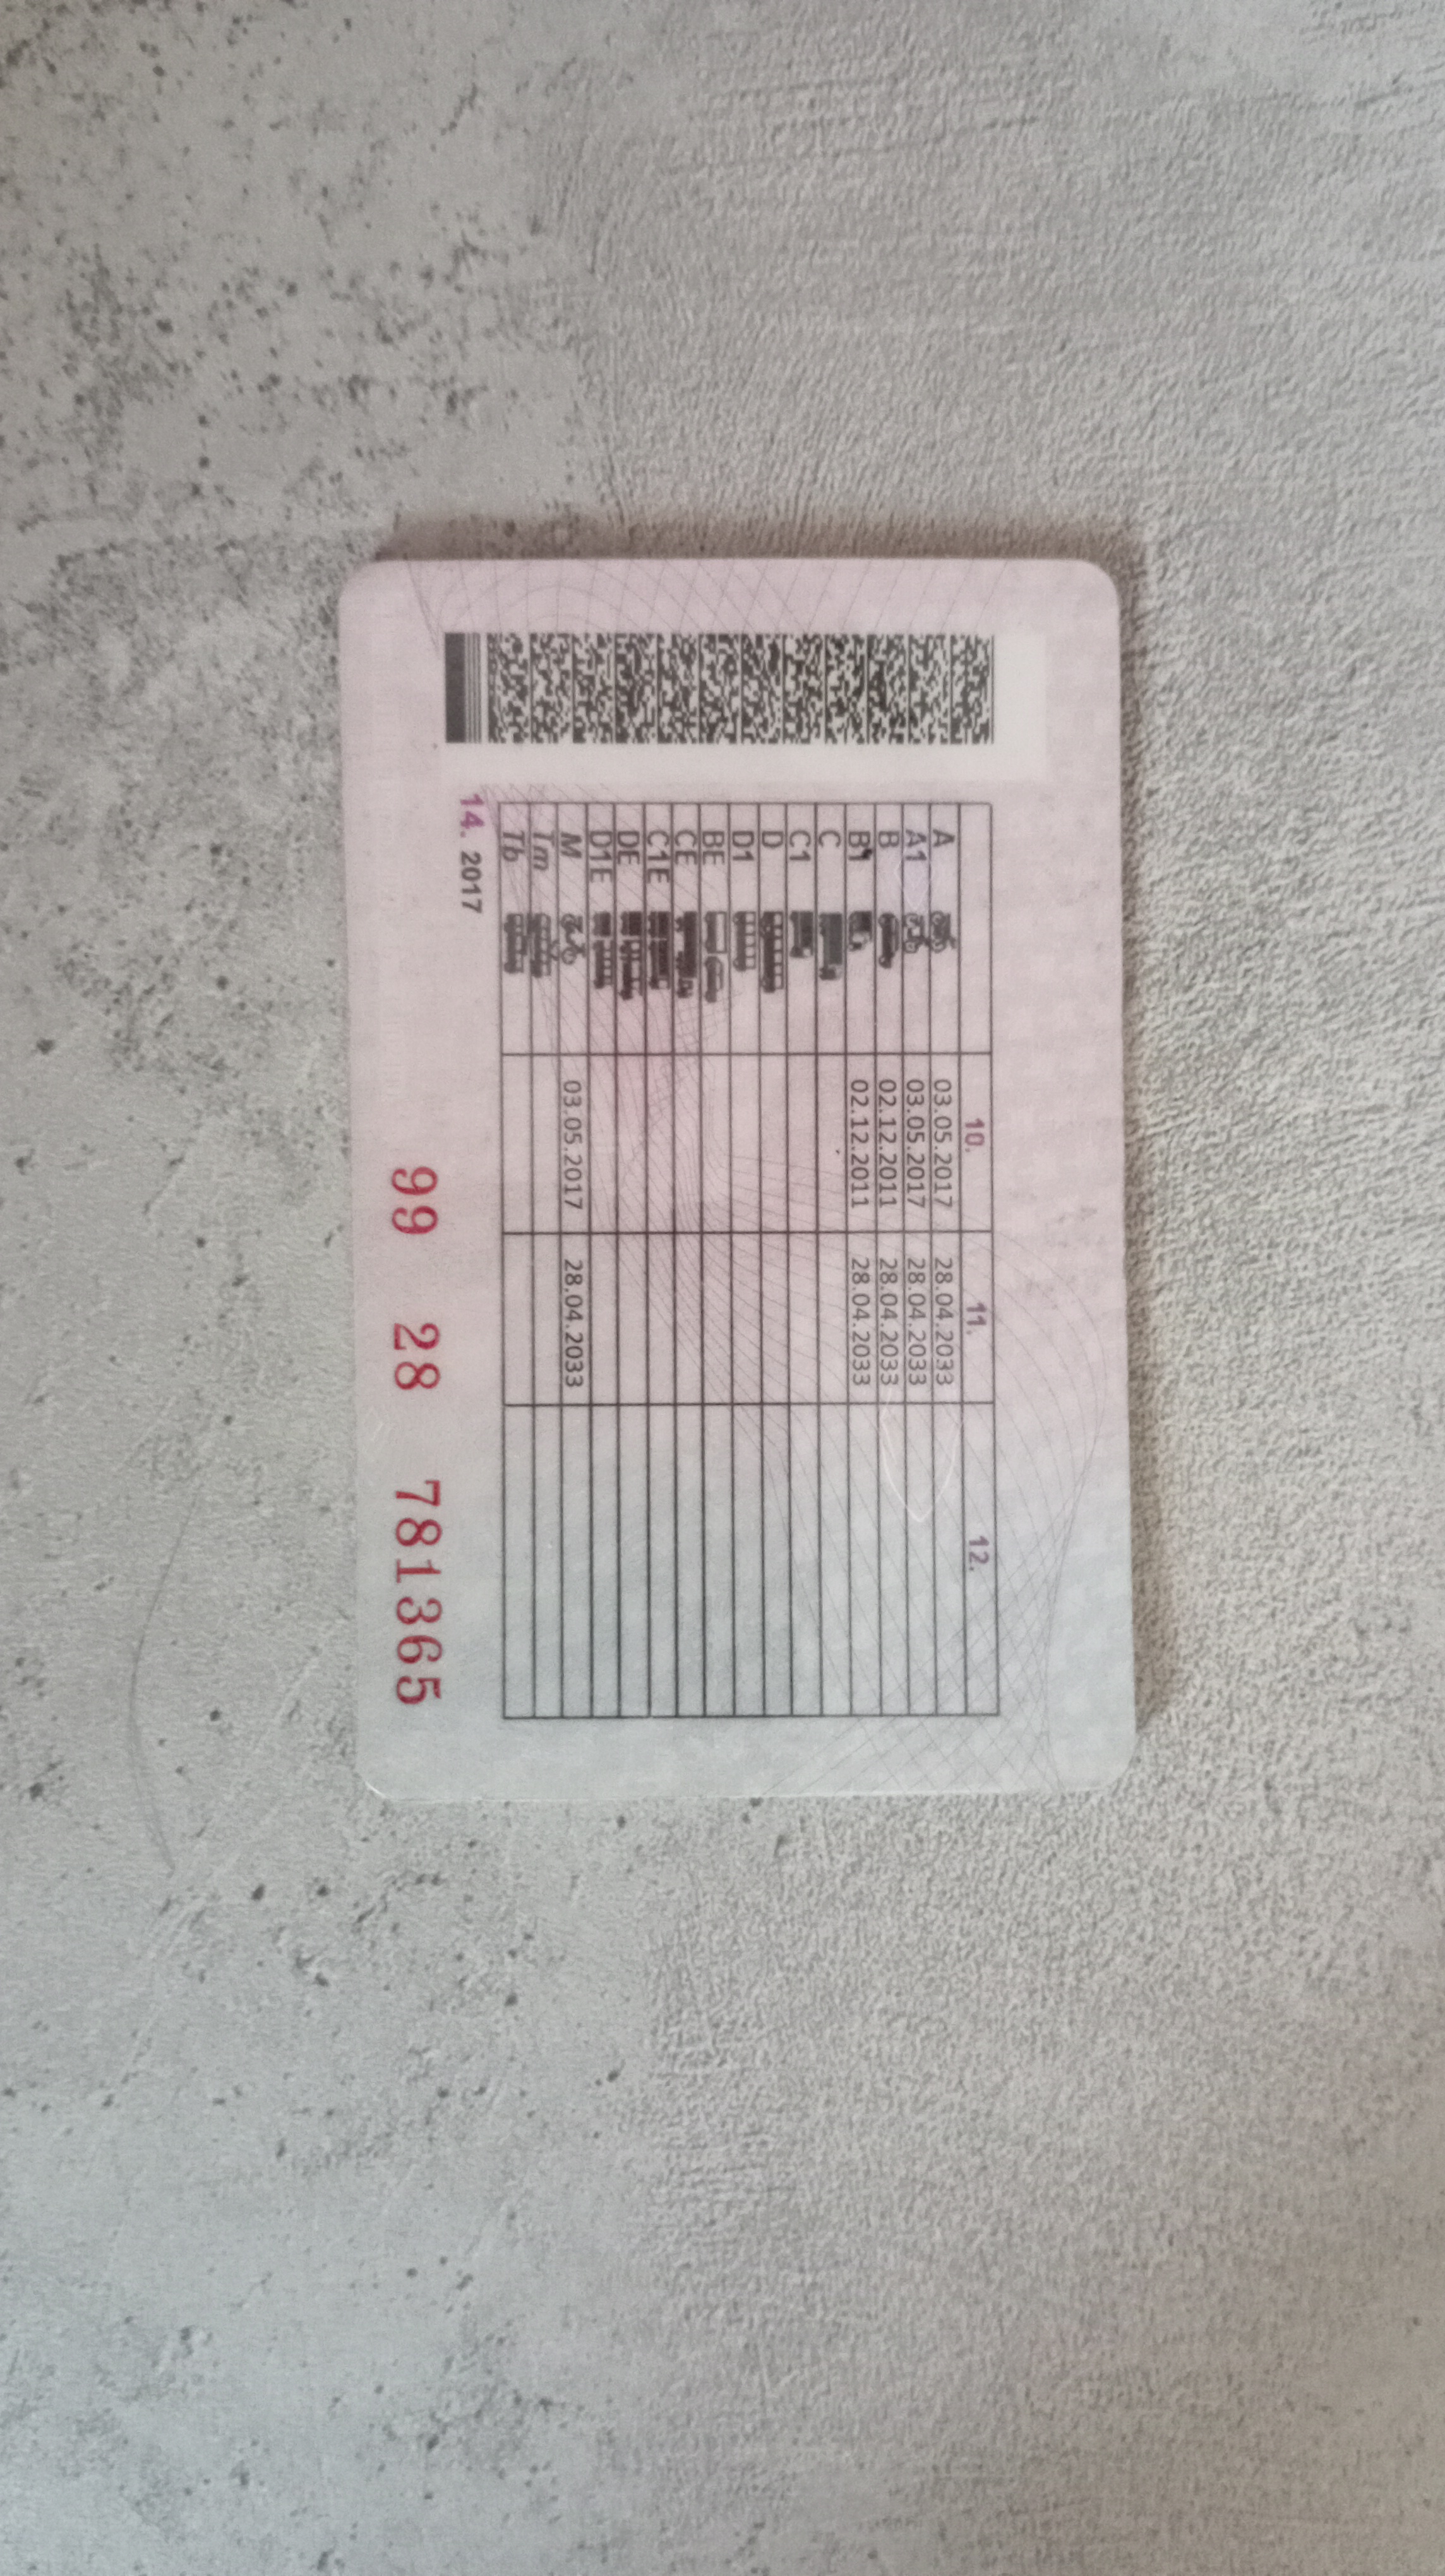 10. 11. 12.
A 03.05.2017 28.04.2033
A1 03.05.2017 28.04.2033
B 02.12.2011 28.04.2033
B1 02.12.2011 28.04.2033
C
C1
D
D1
BE
CE
C1E
DE
D1E
M 03.05.2017 28.04.2033
Tm
Tb
14. 2017
99 28 781365